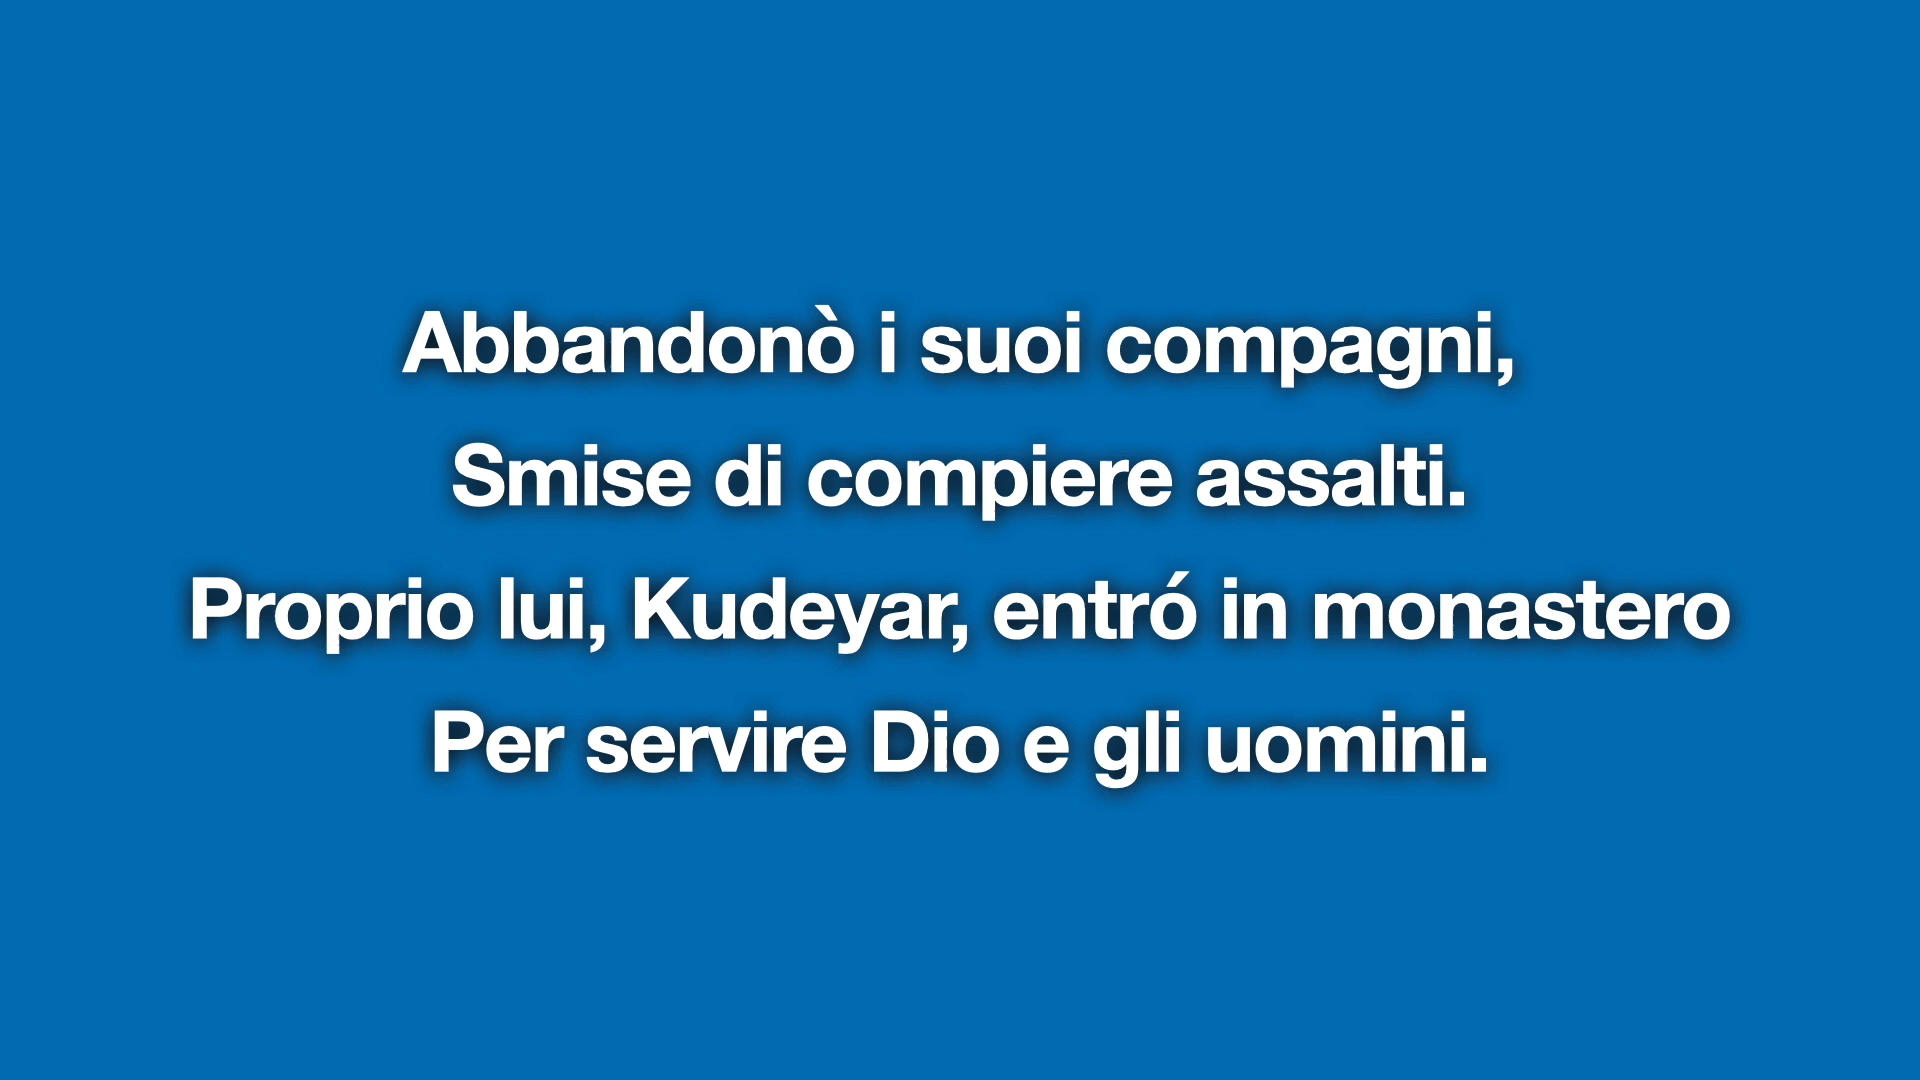 Abbandonò i suoi compagni,
Smise di compiere assalti.
Proprio lui, Kudeyar, entró in monastero
Per servire Dio e gli uomini.